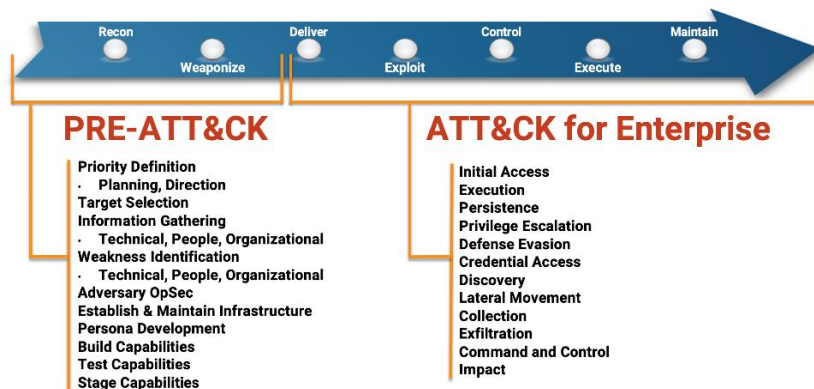 Recon
Weaponize
Deliver
Exploit
Control
Execute
Maintain
PRE-ATT&CK
Priority Definition
· Planning, Direction
Target Selection
Information Gathering
· Technical, People, Organizational
Weakness Identification
· Technical, People, Organizational
Adversary OpSec
Establish & Maintain Infrastructure
Persona Development
Build Capabilities
Test Capabilities
Stage Capabilities
ATT&CK for Enterprise
Initial Access
Execution
Persistence
Privilege Escalation
Defense Evasion
Credential Access
Discovery
Lateral Movement
Collection
Exfiltration
Command and Control
Impact